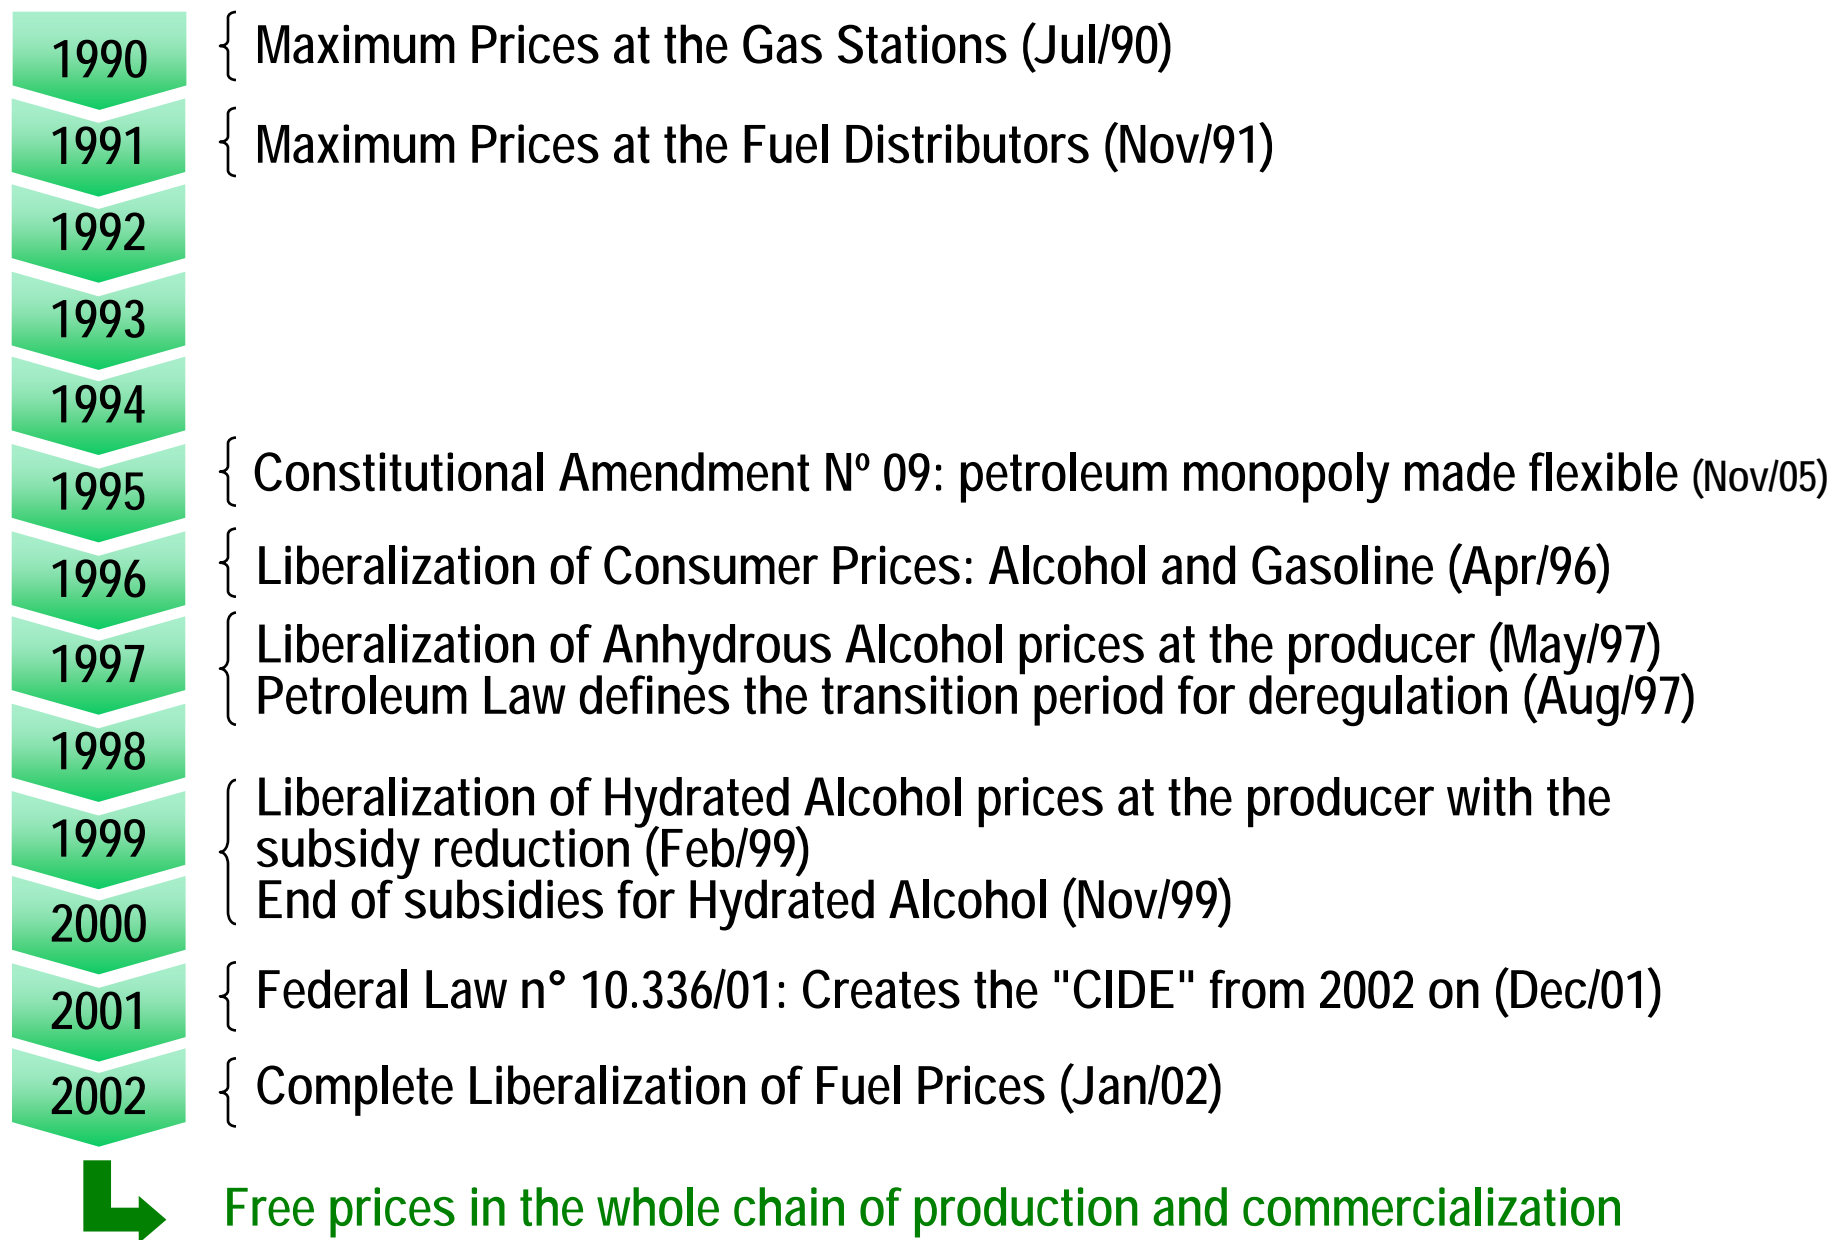 1990
Maximum Prices at the Gas Stations (Jul/90)
1991
Maximum Prices at the Fuel Distributors (Nov/91)
1992
1993
1994
1995
Constitutional Amendment Nº 09: petroleum monopoly made flexible (Nov/05)
1996
Liberalization of Consumer Prices: Alcohol and Gasoline (Apr/96)
1997
Liberalization of Anhydrous Alcohol prices at the producer (May/97)
Petroleum Law defines the transition period for deregulation (Aug/97)
1998
1999
Liberalization of Hydrated Alcohol prices at the producer with the
subsidy reduction (Feb/99)
End of subsidies for Hydrated Alcohol (Nov/99)
2000
2001
Federal Law n° 10.336/01: Creates the "CIDE" from 2002 on (Dec/01)
2002
Complete Liberalization of Fuel Prices (Jan/02)
Free prices in the whole chain of production and commercialization